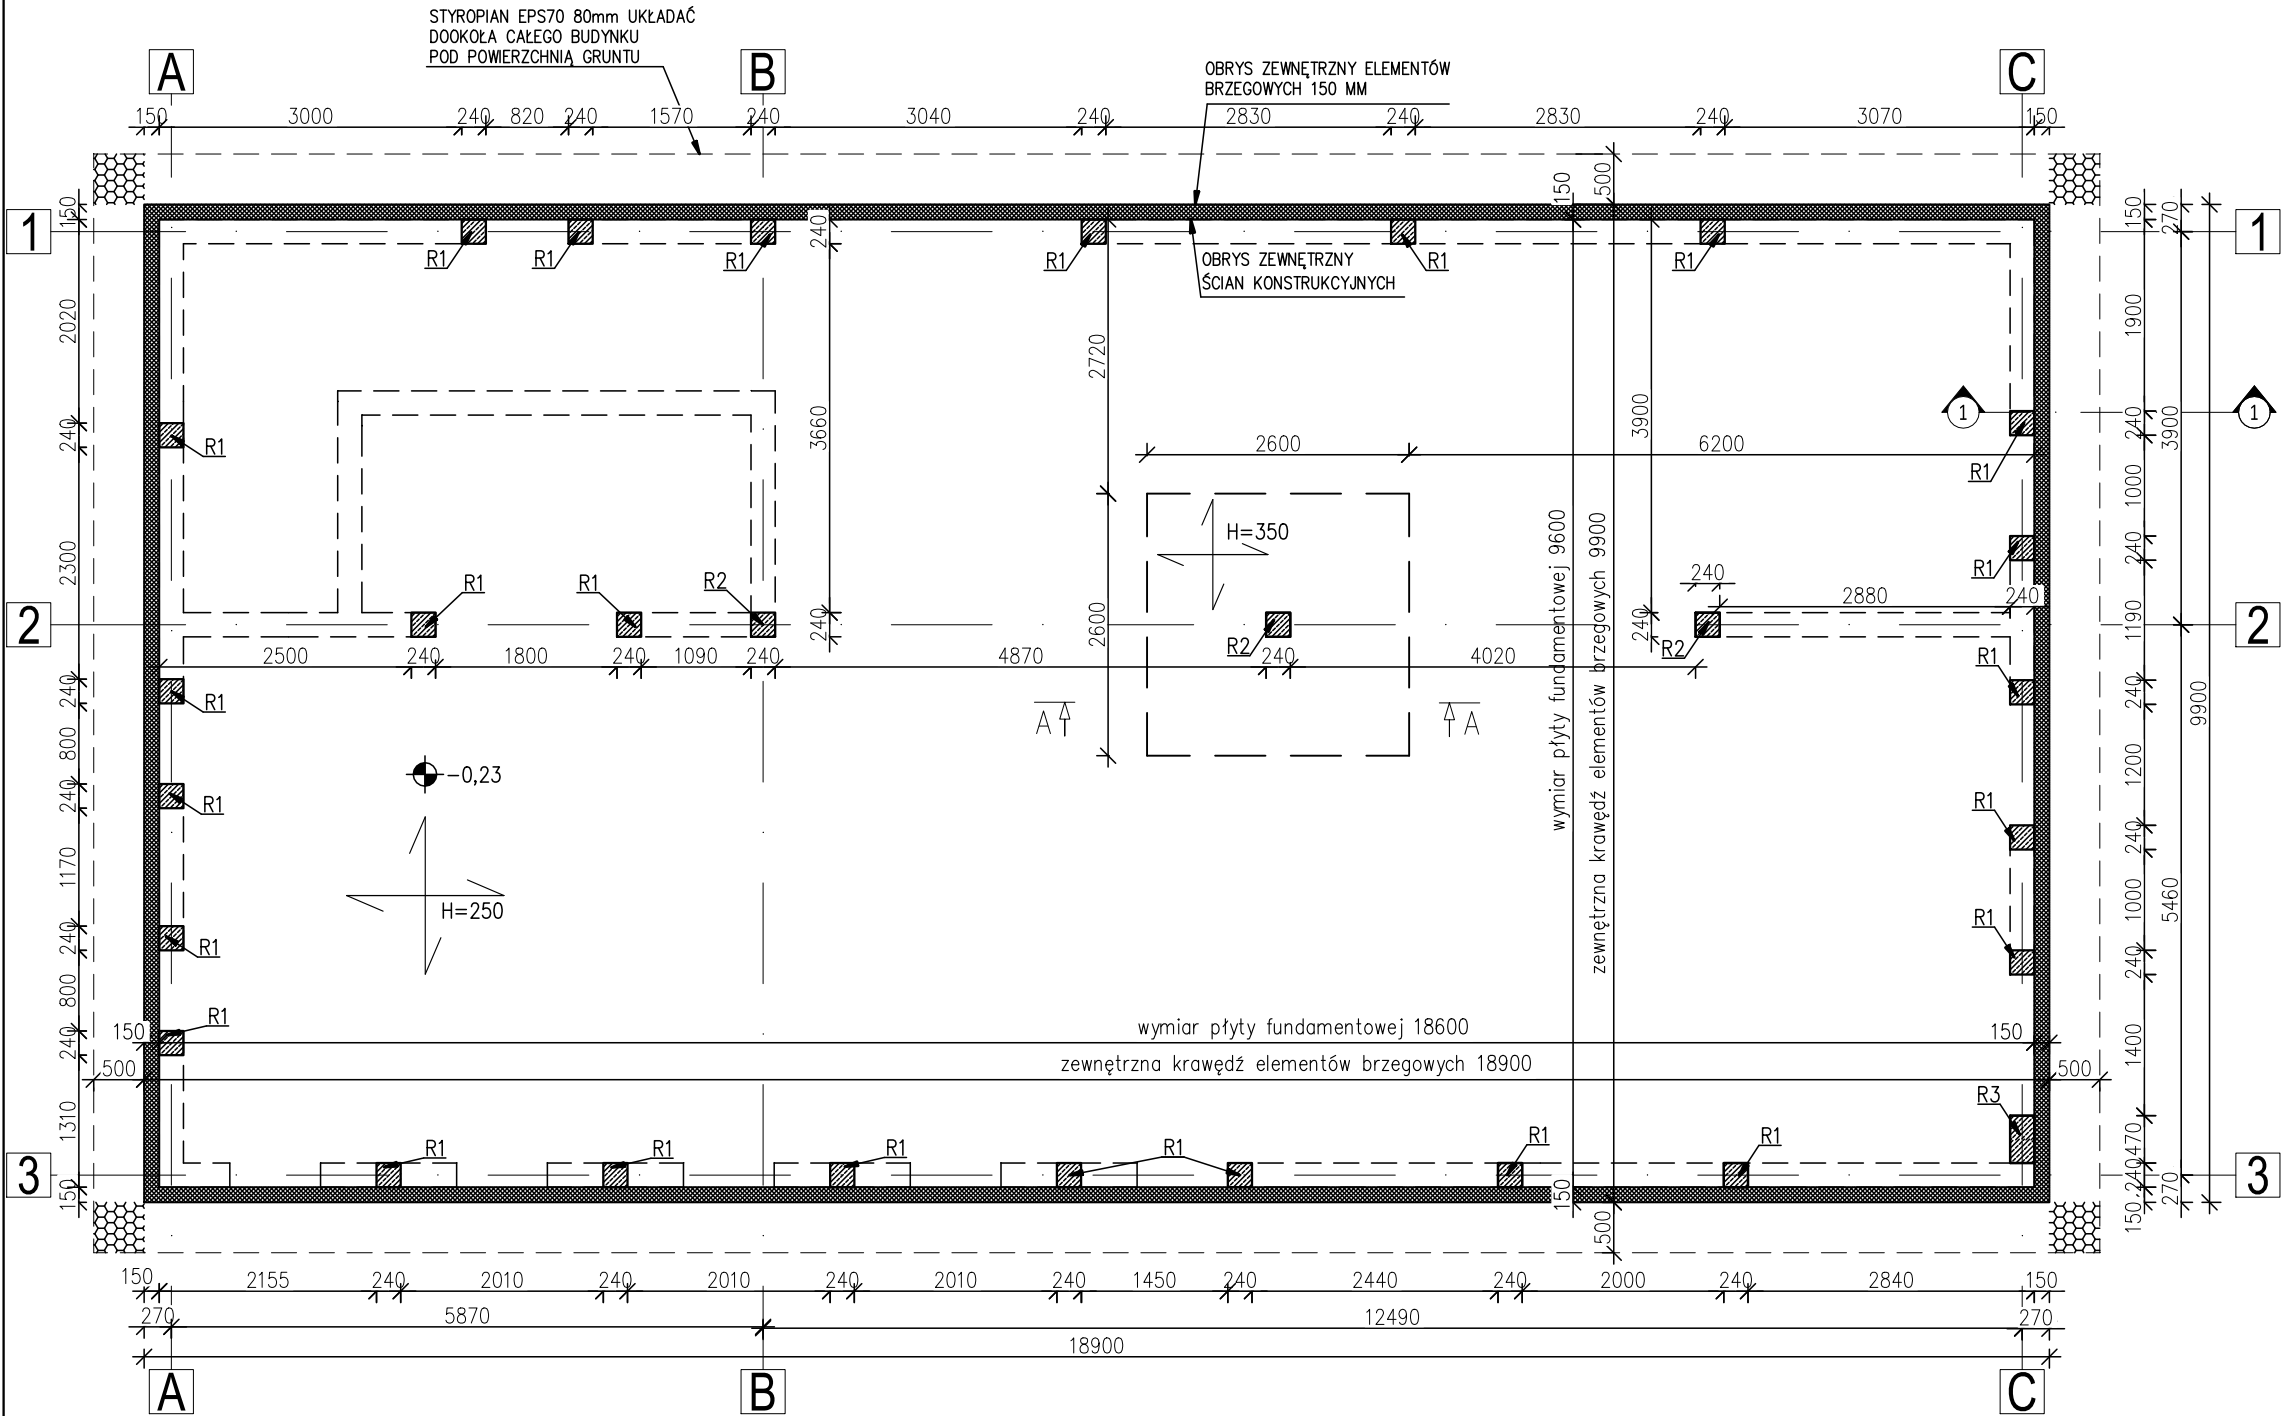 STYROPIAN EPS70 80mm UKŁADAĆ
DOOKOŁA CAŁEGO BUDYNKU
POD POWIERZCHNIĄ GRUNTU
OBRYS ZEWNĘTRZNY ELEMENTÓW
BRZEGOWYCH 150 MM
A B C
150 3000 240 820 240 1570 240 3040 240 2830 240 2830 240 3070 150
150 500
1 1
150 2020 240 2300 240 800 240 1170 240 800 240 1310 150
R1 R1 R1 R1 R1 R1
240
OBRYS ZEWNĘTRZNY
ŚCIAN KONSTRUKCYJNYCH
150 1900 240 1000 240 1190 240 1200 240 1000 240 1400 470 240 150
270 3900 5460 270
9900
2720
3660
3900
1 1
R1
2600 6200
R1
H=350
wymiar płyty fundamentowej 9600
zewnętrzna krawędź elementów brzegowych 9900
R1
R1 R1 R2
240
2880 240
2 2
240
2600
240
R2
R2
2500 240 1800 240 1090 240 4870 240 4020
R1
R1
A A
-0,23
R1
R1
H=250
R1
R1
R1
150 wymiar płyty fundamentowej 18600 150
500 zewnętrzna krawędź elementów brzegowych 18900 500
R3
R1 R1 R1 R1 R1 R1
3 3
150 500
150 2155 240 2010 240 2010 240 2010 240 1450 240 2440 240 2000 240 2840 150
270 5870 12490 270
18900
A B C